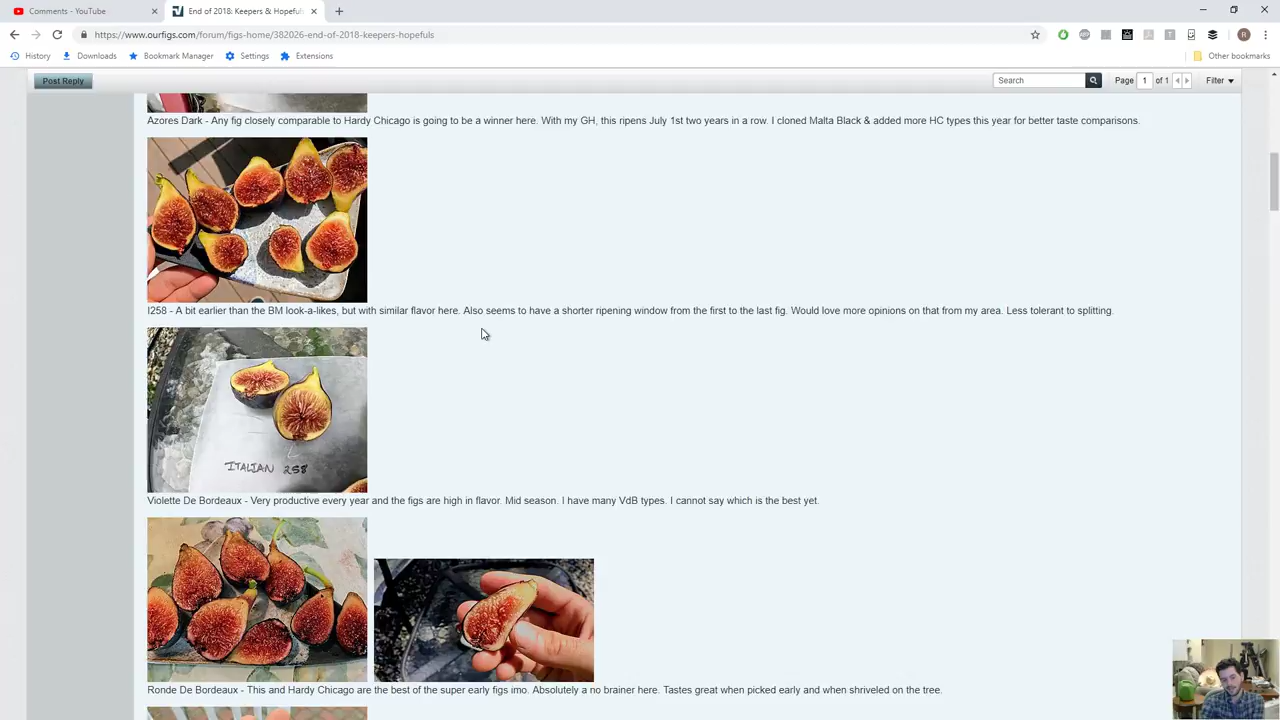 Comments - YouTube
End of 2018: Keepers & Hopefuls
https://www.ourfigs.com/forum/figs-home/382026-end-of-2018-keepers-hopefuls
R
History Downloads Bookmark Manager Settings Extensions Other bookmarks
Post Reply Search Page 1 of 1 Filter
Azores Dark - Any fig closely comparable to Hardy Chicago is going to be a winner here. With my GH, this ripens July 1st two years in a row. I cloned Malta Black & added more HC types this year for better taste comparisons.
I258 - A bit earlier than the BM look-a-likes, but with similar flavor here. Also seems to have a shorter ripening window from the first to the last fig. Would love more opinions on that from my area. Less tolerant to splitting.
ITALIAN 258
Violette De Bordeaux - Very productive every year and the figs are high in flavor. Mid season. I have many VdB types. I cannot say which is the best yet.
Ronde De Bordeaux - This and Hardy Chicago are the best of the super early figs imo. Absolutely a no brainer here. Tastes great when picked early and when shriveled on the tree.